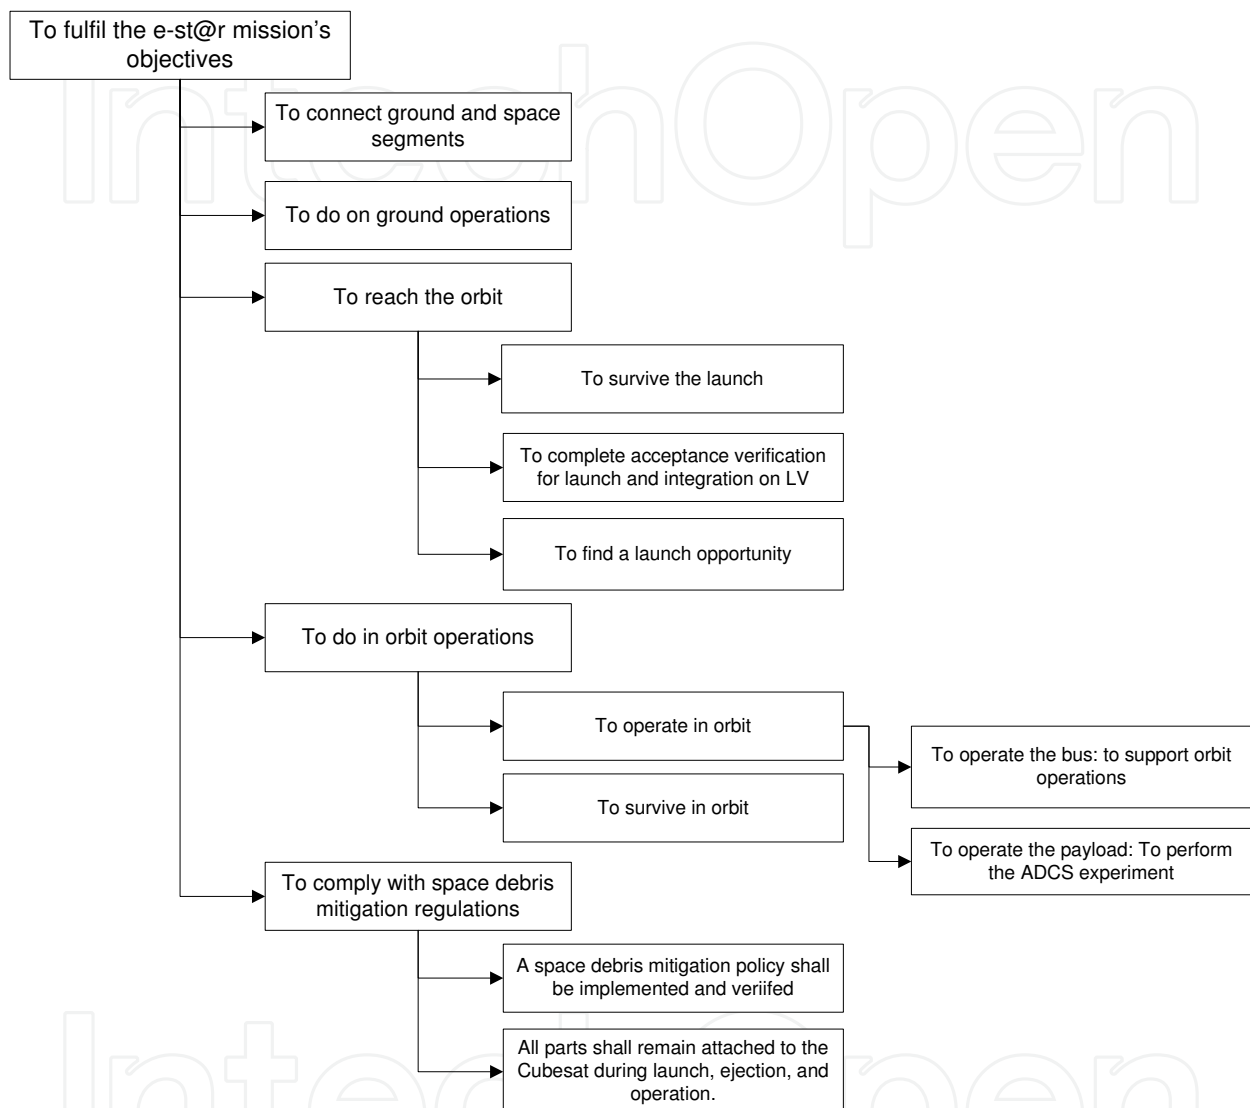 IntechOpen
To fulfil the e-st@r mission's
objectives
To connect ground and space
segments
To do on ground operations
To reach the orbit
To survive the launch
To complete acceptance verification
for launch and integration on LV
To find a launch opportunity
To do in orbit operations
To operate in orbit
To operate the bus: to support orbit
operations
To survive in orbit
To operate the payload: To perform
the ADCS experiment
To comply with space debris
mitigation regulations
A space debris mitigation policy shall
be implemented and veriifed
All parts shall remain attached to the
Cubesat during launch, ejection, and
operation.
IntechOpen